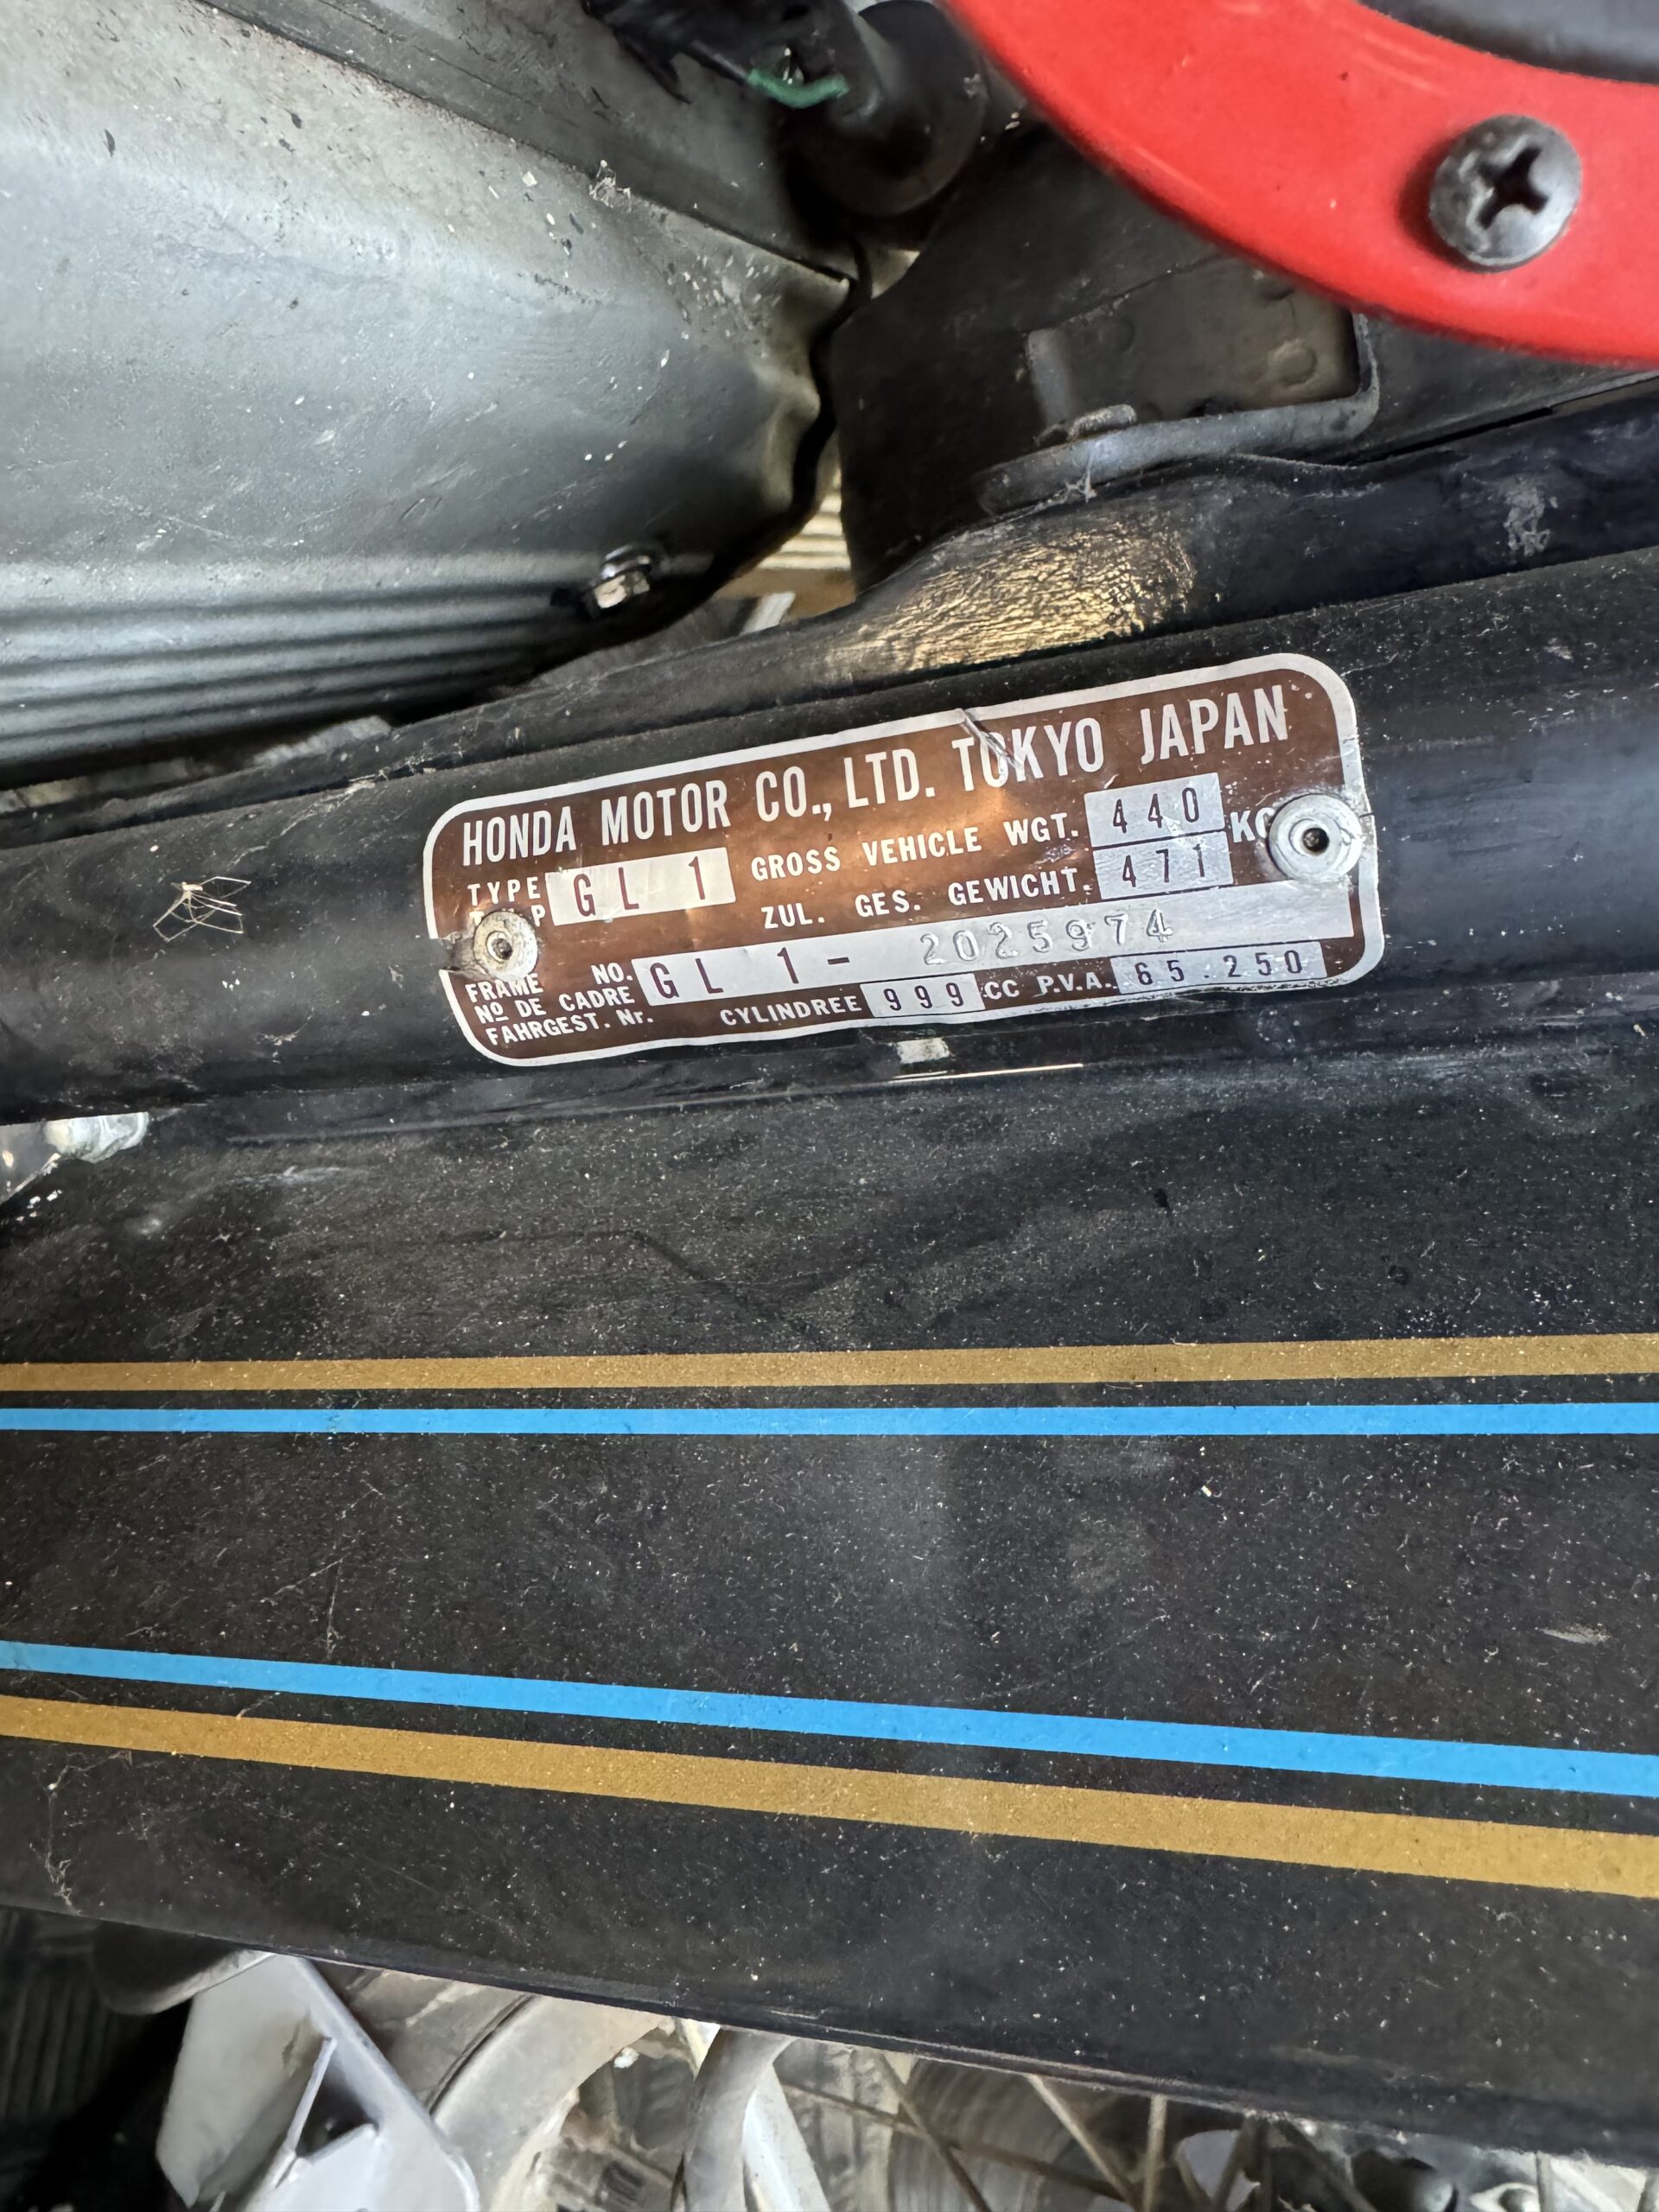 HONDA MOTOR CO., LTD. TOKYO JAPAN
TYPE GL 1 GROSS VEHICLE WGT. 440 KG
ZUL. GES. GEWICHT. 471
FRAME NO. GL 1- 2025974
Nº DE CADRE
FAHRGEST. Nr. CYLINDREE 999 CC P.V.A. 65.250